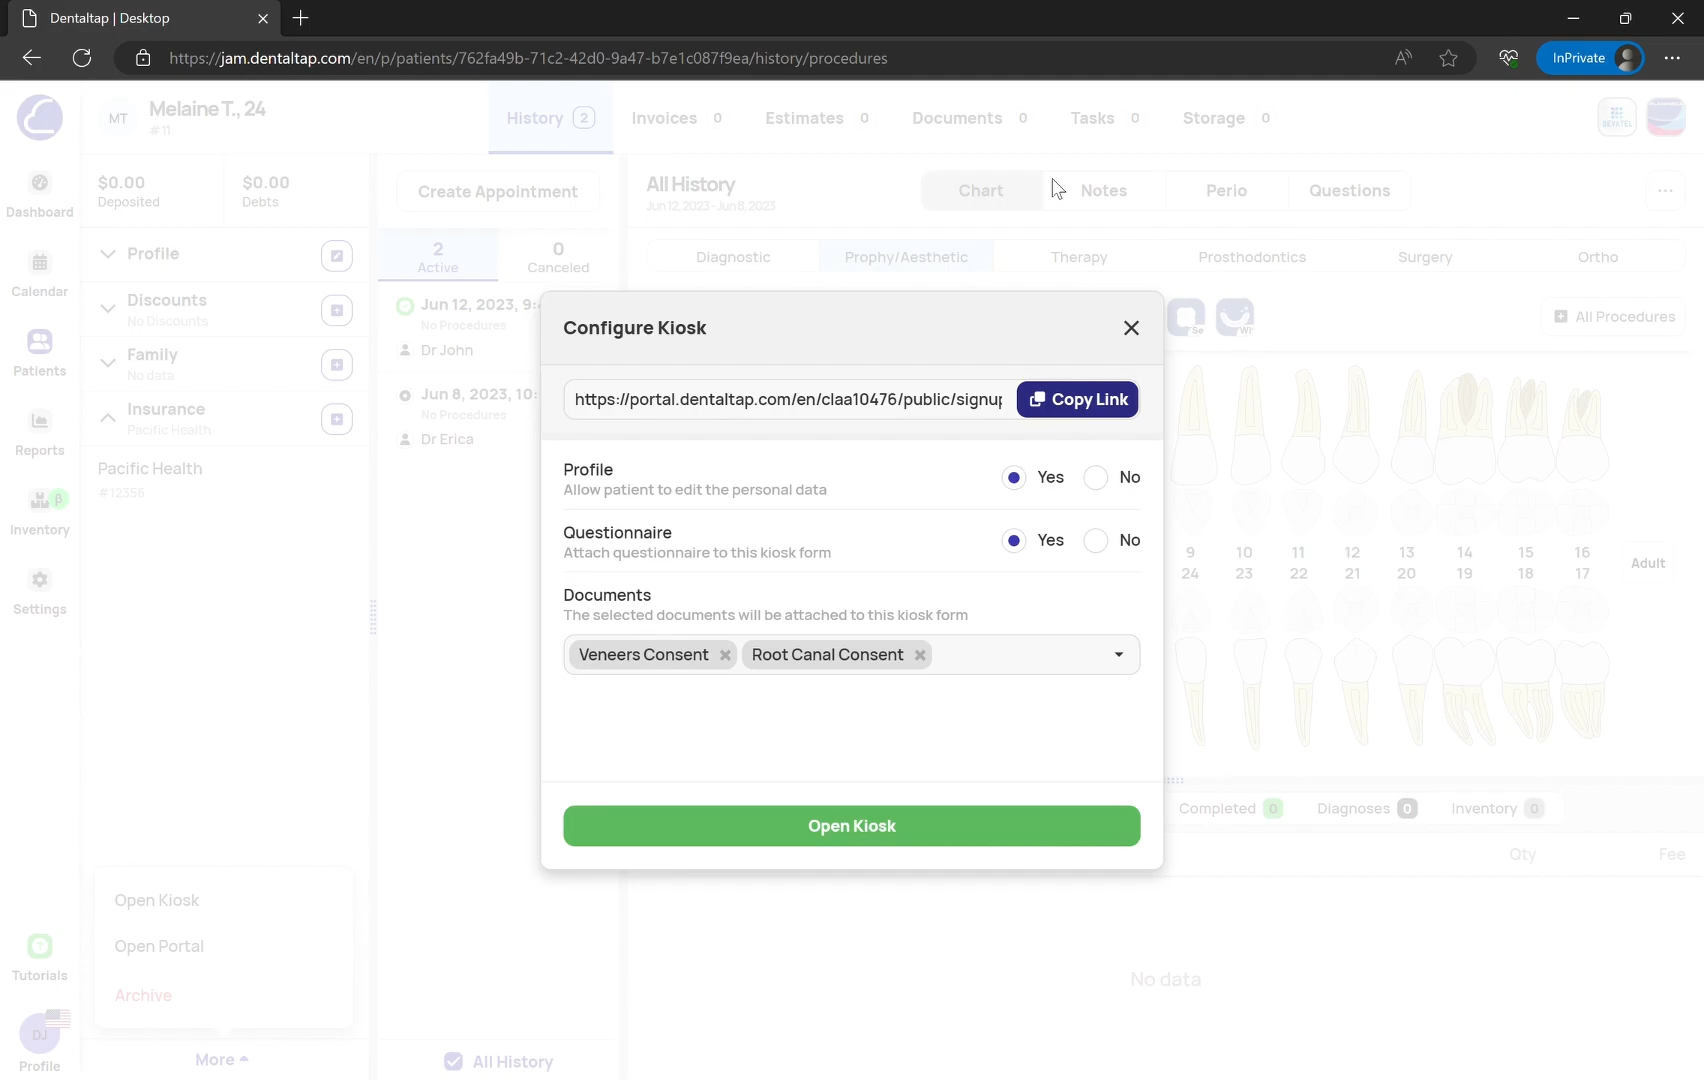 Dentaltap | Desktop
https://jam.dentaltap.com/en/p/patients/762fa49b-71c2-42d0-9a47-b7e1c087f9ea/history/procedures
InPrivate
MT
Melaine T., 24
#11
History 2
Invoices 0
Estimates 0
Documents 0
Tasks 0
Storage 0
DEVATEL
Dashboard
Calendar
Patients
Reports
Inventory β
Settings
Tutorials
DJ
Profile
$0.00
Deposited
$0.00
Debts
Profile
Discounts
No Discounts
Family
No data
Insurance
Pacific Health
Pacific Health
#12356
Open Kiosk
Open Portal
Archive
More
Create Appointment
2
Active
0
Canceled
Jun 12, 2023, 9:
No Procedures
Dr John
Jun 8, 2023, 10:
No Procedures
Dr Erica
All History
All History
Jun 12, 2023 - Jun 8, 2023
Chart
Notes
Perio
Questions
Diagnostic
Prophy/Aesthetic
Therapy
Prosthodontics
Surgery
Ortho
Se
Wh
All Procedures
Configure Kiosk
https://portal.dentaltap.com/en/claa10476/public/signup
Copy Link
Profile
Allow patient to edit the personal data
Yes
No
Questionnaire
Attach questionnaire to this kiosk form
Yes
No
Documents
The selected documents will be attached to this kiosk form
Veneers Consent
Root Canal Consent
Open Kiosk
9 10 11 12 13 14 15 16
24 23 22 21 20 19 18 17
Adult
Completed 0
Diagnoses 0
Inventory 0
Qty
Fee
No data